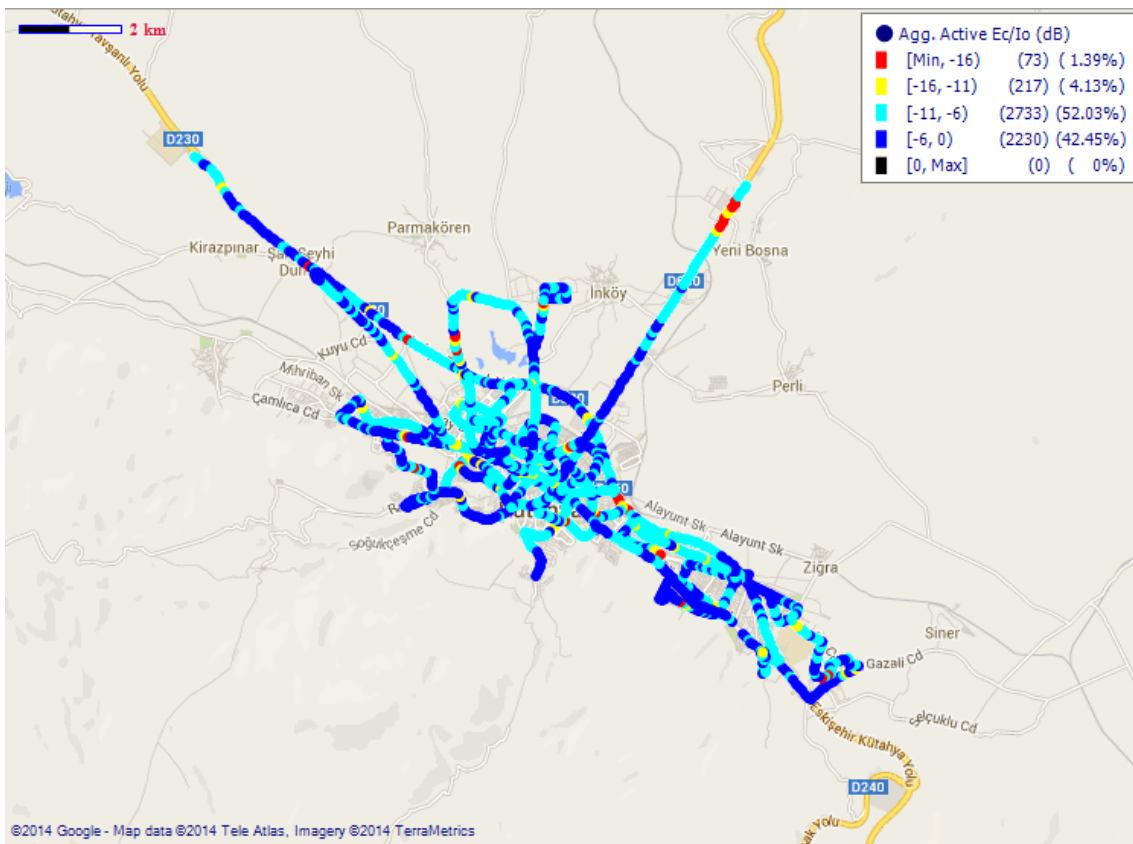 2 km
Agg. Active Ec/Io (dB)
[Min, -16) (73) ( 1.39%)
[-16, -11) (217) ( 4.13%)
[-11, -6) (2733) (52.03%)
[-6, 0) (2230) (42.45%)
[0, Max] (0) ( 0%)
D230
Parmakören
Kirazpınar
Yeni Bosna
İnköy
Kuyu Cd
Mihriban Sk
Perli
Çamlıca Cd
Alayunt Sk
Alayunt Sk
Soğukçeşme Cd
Zığra
Siner
Gazali Cd
Selçuklu Cd
Eskişehir Kütahya Yolu
D240
©2014 Google - Map data ©2014 Tele Atlas, Imagery ©2014 TerraMetrics